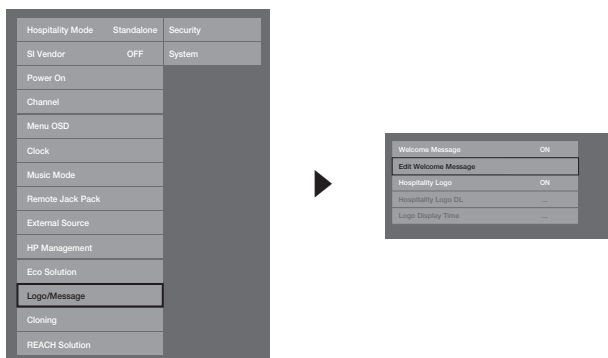 Hospitality Mode Standalone Security
SI Vendor OFF System
Power On
Channel
Menu OSD
Clock
Music Mode
Remote Jack Pack
External Source
HP Management
Eco Solution
Logo/Message
Cloning
REACH Solution
Welcome Message ON
Edit Welcome Message
Hospitality Logo ON
Hospitality Logo DL ...
Logo Display Time ...